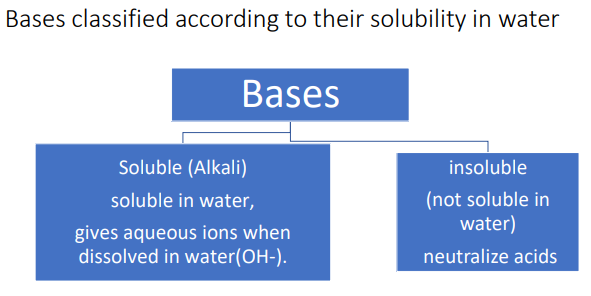 Bases classified according to their solubility in water
Bases
Soluble (Alkali)
soluble in water,
gives aqueous ions when
dissolved in water(OH-).
insoluble
(not soluble in
water)
neutralize acids